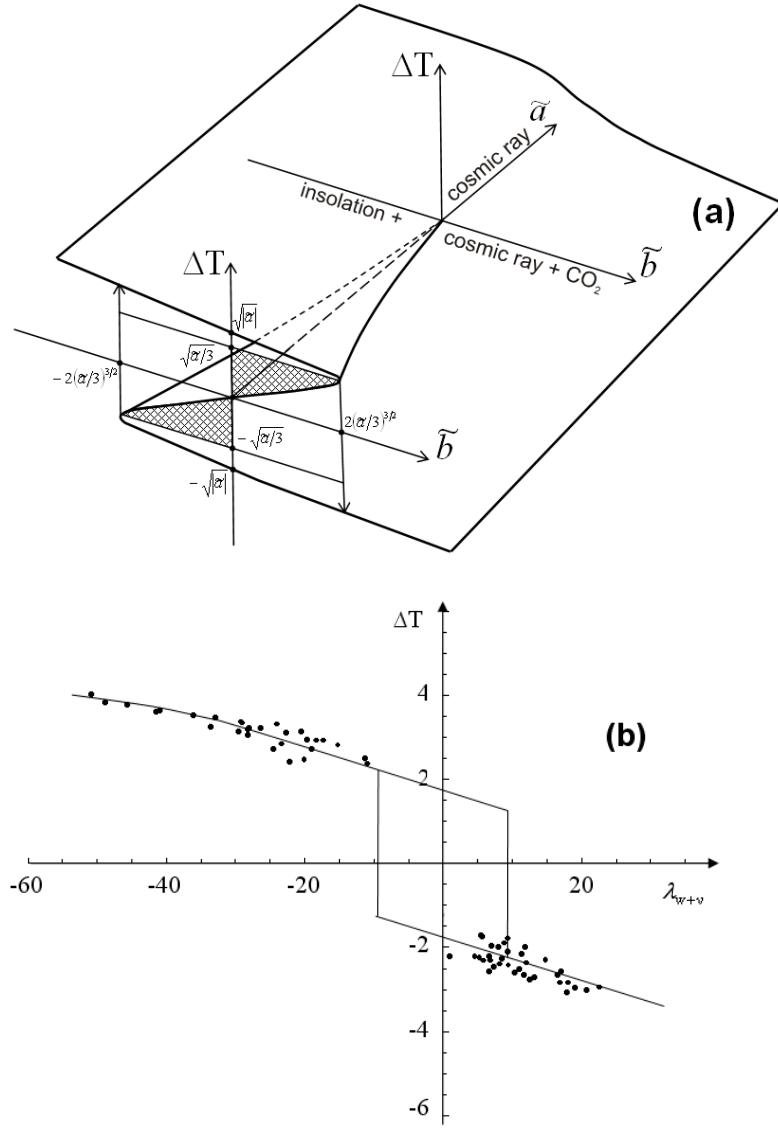 ΔT
ã
cosmic ray
insolation +
(a)
cosmic ray + CO₂
b̃
ΔT
√|ã|
√ã/3
- 2(ã/3)^3/2
2(ã/3)^3/2
- √ã/3
b̃
- √|ã|
ΔT
4
(b)
2
-60
-40
-20
20
λw+v
-2
-4
-6